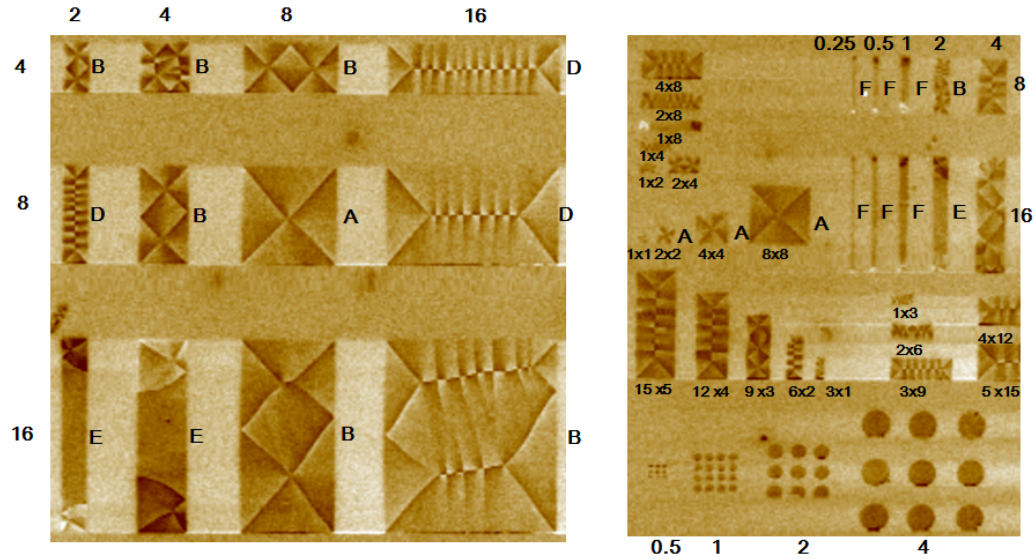 2 4 8 16
4 B B B D
8 D B A D
16 E E B B
0.25 0.5 1 2 4
F F F B 8
4x8
2x8
1x8
1x4
1x2 2x4
F F F E 16
A A A
1x1 2x2 4x4 8x8
1x3
4x12
2x6
15 x5 12 x4 9 x3 6x2 3x1 3x9 5 x15
0.5 1 2 4